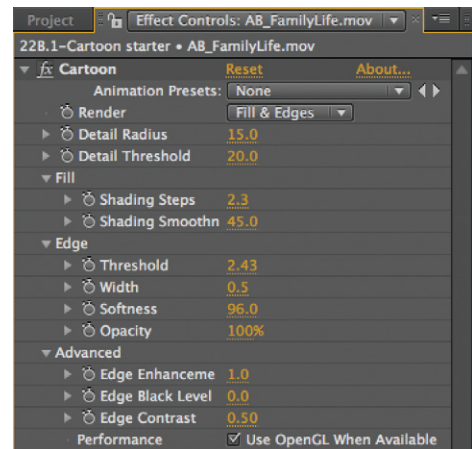 Project Effect Controls: AB_FamilyLife.mov
22B.1-Cartoon starter • AB_FamilyLife.mov
fx Cartoon Reset About...
Animation Presets: None
Render Fill & Edges
Detail Radius 15.0
Detail Threshold 20.0
Fill
Shading Steps 2.3
Shading Smoothn 45.0
Edge
Threshold 2.43
Width 0.5
Softness 96.0
Opacity 100%
Advanced
Edge Enhanceme 1.0
Edge Black Level 0.0
Edge Contrast 0.50
Performance Use OpenGL When Available